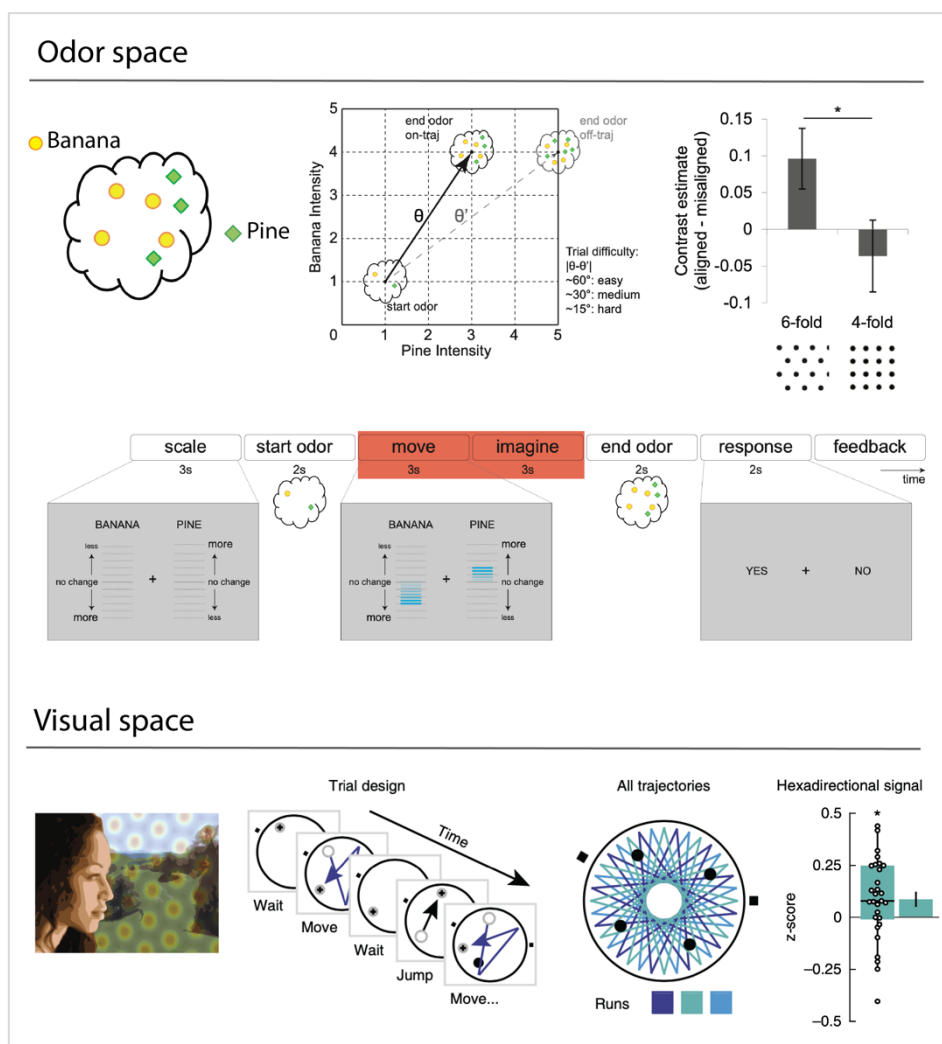 Odor space
Banana
Pine
5
4
3
2
1
0
1
2
3
4
5
Banana Intensity
Pine Intensity
end odor
on-traj
end odor
off-traj
θ
θ'
start odor
Trial difficulty:
|θ-θ'|
~60°: easy
~30°: medium
~15°: hard
*
0.15
0.1
0.05
0
-0.05
-0.1
Contrast estimate
(aligned - misaligned)
6-fold
4-fold
scale
start odor
move
imagine
end odor
response
feedback
3s
2s
3s
3s
2s
2s
time
BANANA
PINE
less
more
no change
+
no change
more
less
BANANA
PINE
less
more
no change
+
no change
more
less
YES
+
NO
Visual space
Trial design
Time
Wait
Move
Wait
Jump
Move...
All trajectories
Runs
Hexadirectional signal
*
0.5
0.25
0
–0.25
–0.5
z-score